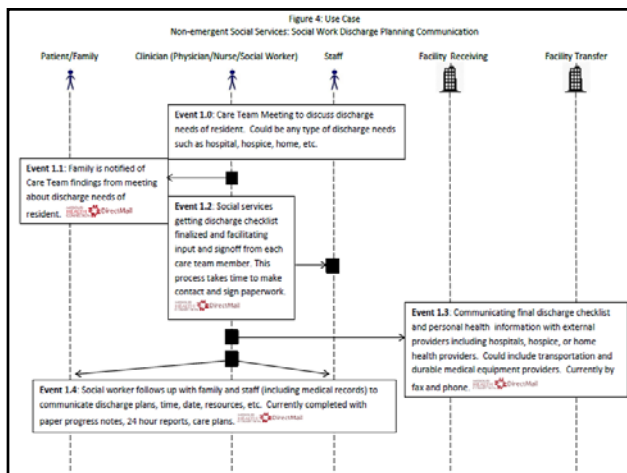 Figure 4: Use Case
Non-emergent Social Services: Social Work Discharge Planning Communication
Patient/Family
Clinician (Physician/Nurse/Social Worker)
Staff
Facility Receiving
Facility Transfer
Event 1.0: Care Team Meeting to discuss discharge
needs of resident. Could be any type of discharge needs
such as hospital, hospice, home, etc.
Event 1.1: Family is notified of
Care Team findings from meeting
about discharge needs of
resident. DirectMail
Event 1.2: Social services
getting discharge checklist
finalized and facilitating
input and signoff from each
care team member. This
process takes time to make
contact and sign paperwork.
DirectMail
Event 1.3: Communicating final discharge checklist
and personal health information with external
providers including hospitals, hospice, or home
health providers. Could include transportation and
durable medical equipment providers. Currently by
fax and phone. DirectMail
Event 1.4: Social worker follows up with family and staff (including medical records) to
communicate discharge plans, time, date, resources, etc. Currently completed with
paper progress notes, 24 hour reports, care plans. DirectMail